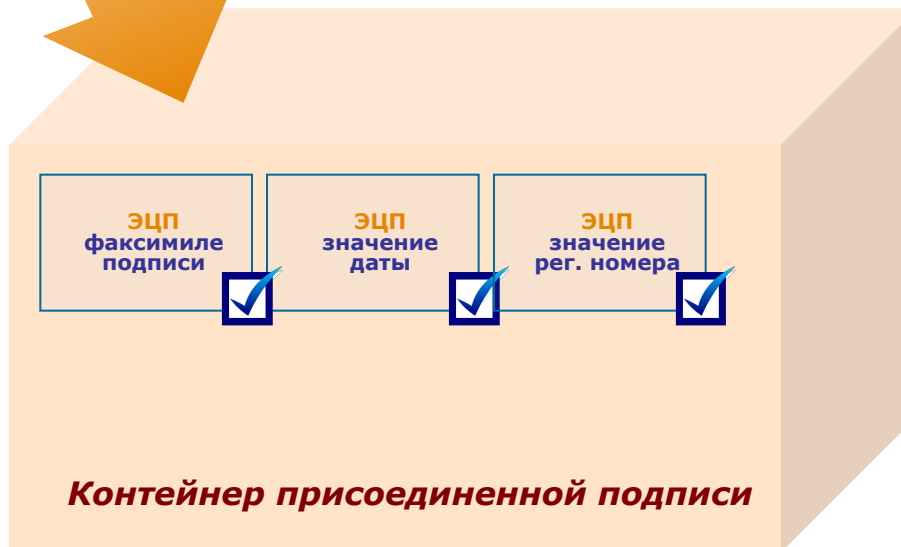 ЭЦП
факсимиле
подписи
ЭЦП
значение
даты
ЭЦП
значение
рег. номера
Контейнер присоединенной подписи